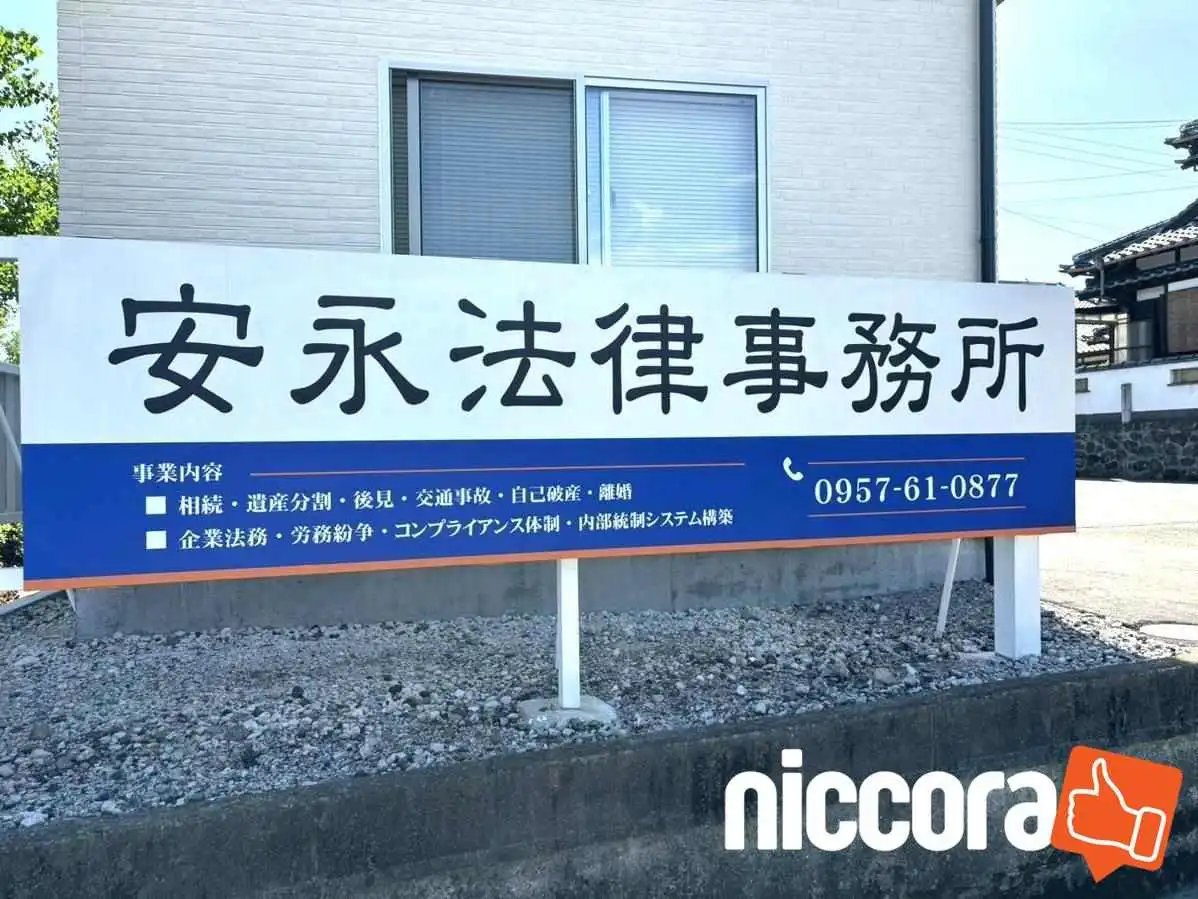 安永法律事務所
事業内容
■ 相続・遺産分割・後見・交通事故・自己破産・離婚
■ 企業法務・労務紛争・コンプライアンス体制・内部統制システム構築
0957-61-0877
niccora